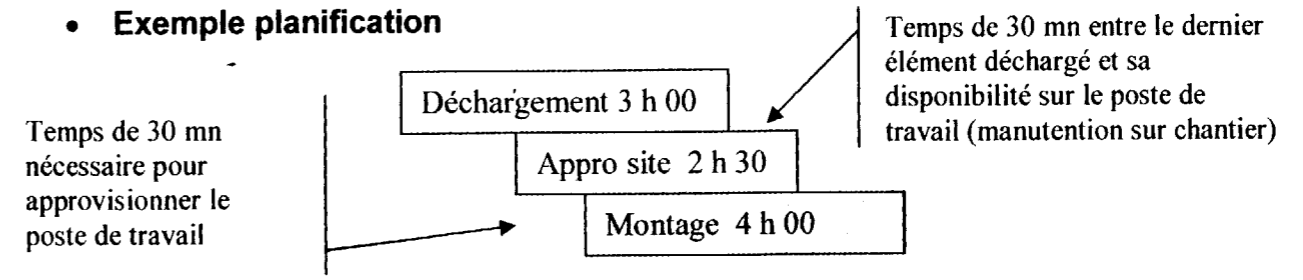 • Exemple planification
Temps de 30 mn entre le dernier
élément déchargé et sa
disponibilité sur le poste de
travail (manutention sur chantier)
Déchargement 3 h 00
Temps de 30 mn
nécessaire pour
approvisionner le
poste de travail
Appro site 2 h 30
Montage 4 h 00